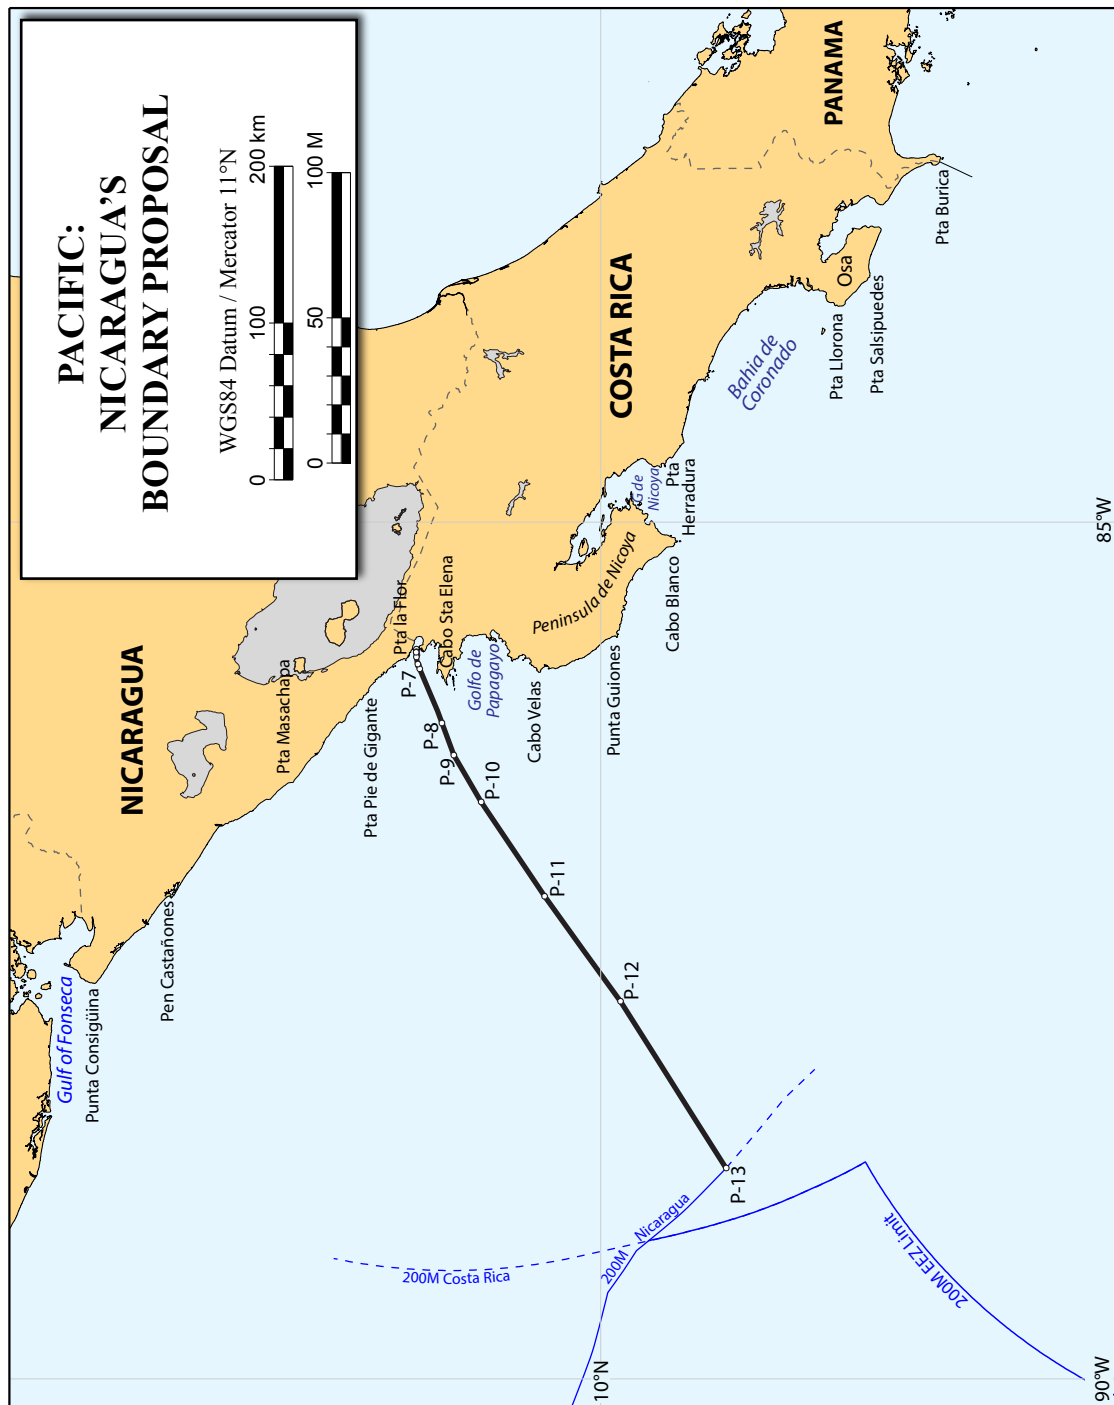 PACIFIC:
NICARAGUA'S
BOUNDARY PROPOSAL
WGS84 Datum / Mercator 11°N
0
100
200 km
0
50
100 M
NICARAGUA
COSTA RICA
PANAMA
Gulf of Fonseca
Punta Consigüina
Pen Castañones
Pta Masachapa
Pta Pie de Gigante
Pta la Flor
Cabo Sta Elena
Golfo de
Papagayo
Cabo Velas
Punta Guiones
Peninsula de Nicoya
Cabo Blanco
G de
Nicoya
Pta
Herradura
Bahia de
Coronado
Pta Llorona
Osa
Pta Salsipuedes
Pta Burica
P-7
P-8
P-9
P-10
P-11
P-12
P-13
200M Nicaragua
200M Costa Rica
200M EEZ Limit
10°N
85°W
90°W